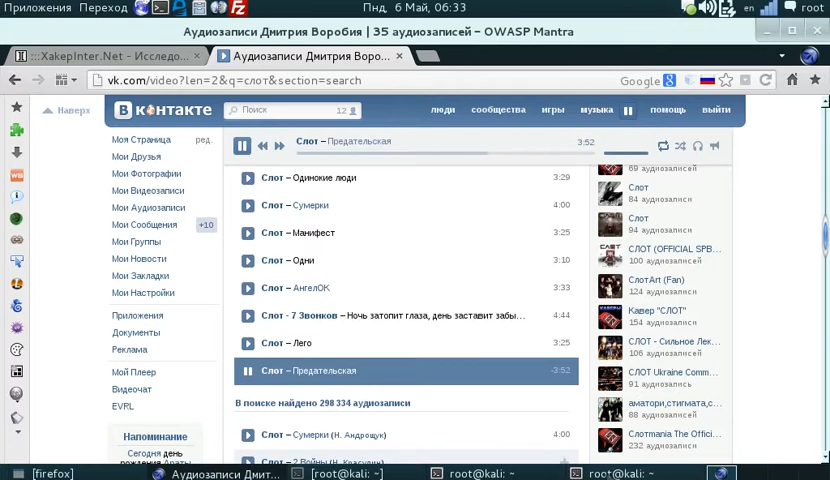 Приложения Переход Пнд, 6 Май, 06:33 en root
Аудиозаписи Дмитрия Воробия | 35 аудиозаписей – OWASP Mantra
:::XakepInter.Net - Исследо... Аудиозаписи Дмитрия Воро...
vk.com/video?len=2&q=слот&section=search Google
Наверх
Вконтакте Поиск 12 люди сообщества игры музыка помощь выйти
Слот – Предательская 3:52
Моя Страница ред.
Мои Друзья
Мои Фотографии
Мои Видеозаписи
Мои Аудиозаписи
Мои Сообщения +10
Мои Группы
Мои Новости
Мои Закладки
Мои Настройки
Приложения
Документы
Реклама
Мой Плеер
Видеочат
EVRL
Напоминание
Сегодня день
рождения
Слот – Одинокие люди 3:29
Слот – Сумерки 4:00
Слот – Манифест 3:25
Слот – Одни 3:10
Слот – АнгелОК 3:33
Слот - 7 Звонков – Ночь затопит глаза, день заставит забы... 4:44
Слот – Лего 3:25
Слот – Предательская -3:52
В поиске найдено 298 334 аудиозаписи
Слот – Сумерки (Н. Андрощук) 4:00
Слот – 2 Войны
69 аудиозаписей
Слот
84 аудиозаписи
Слот
94 аудиозаписи
СЛОТ (OFFICIAL SPB...
100 аудиозаписей
СлотArt (Fan)
124 аудиозаписи
Кавер "СЛОТ"
154 аудиозаписи
СЛОТ - Сильное Лек...
106 аудиозаписей
СЛОТ Ukraine Comm...
91 аудиозапись
аматори,стигмата,с...
88 аудиозаписей
Слотmania The Offici...
232 аудиозаписи
[firefox] Аудиозаписи Дмит... [root@kali: ~] root@kali: ~ root@kali: ~